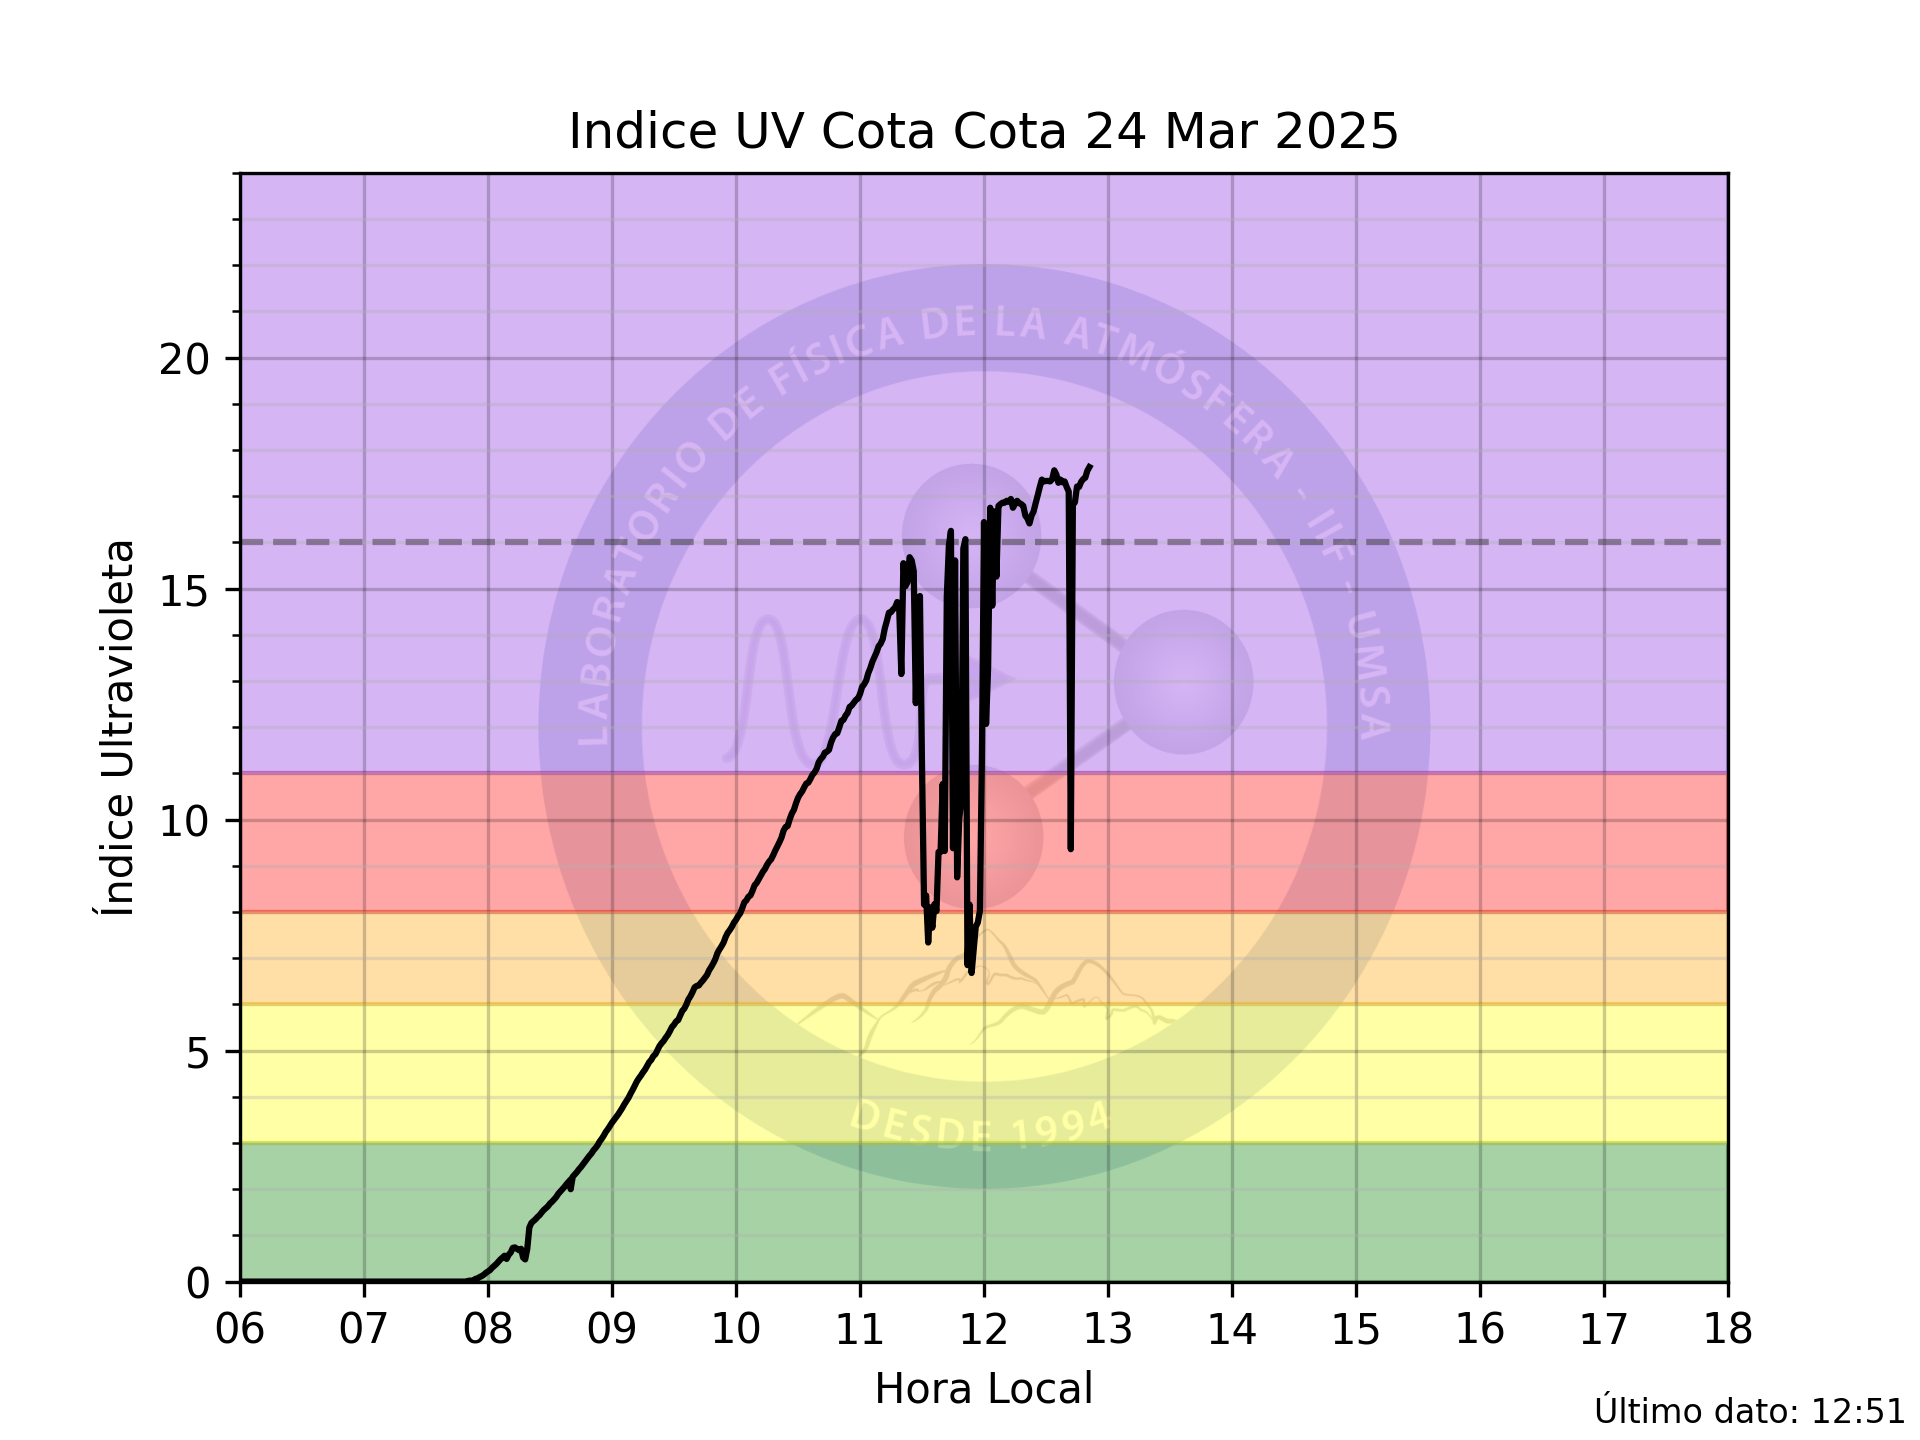 Indice UV Cota Cota 24 Mar 2025
Índice Ultravioleta
20
15
10
5
0
LABORATORIO DE FÍSICA DE LA ATMÓSFERA - IIF - UMSA
DESDE 1994
06 07 08 09 10 11 12 13 14 15 16 17 18
Hora Local
Último dato: 12:51